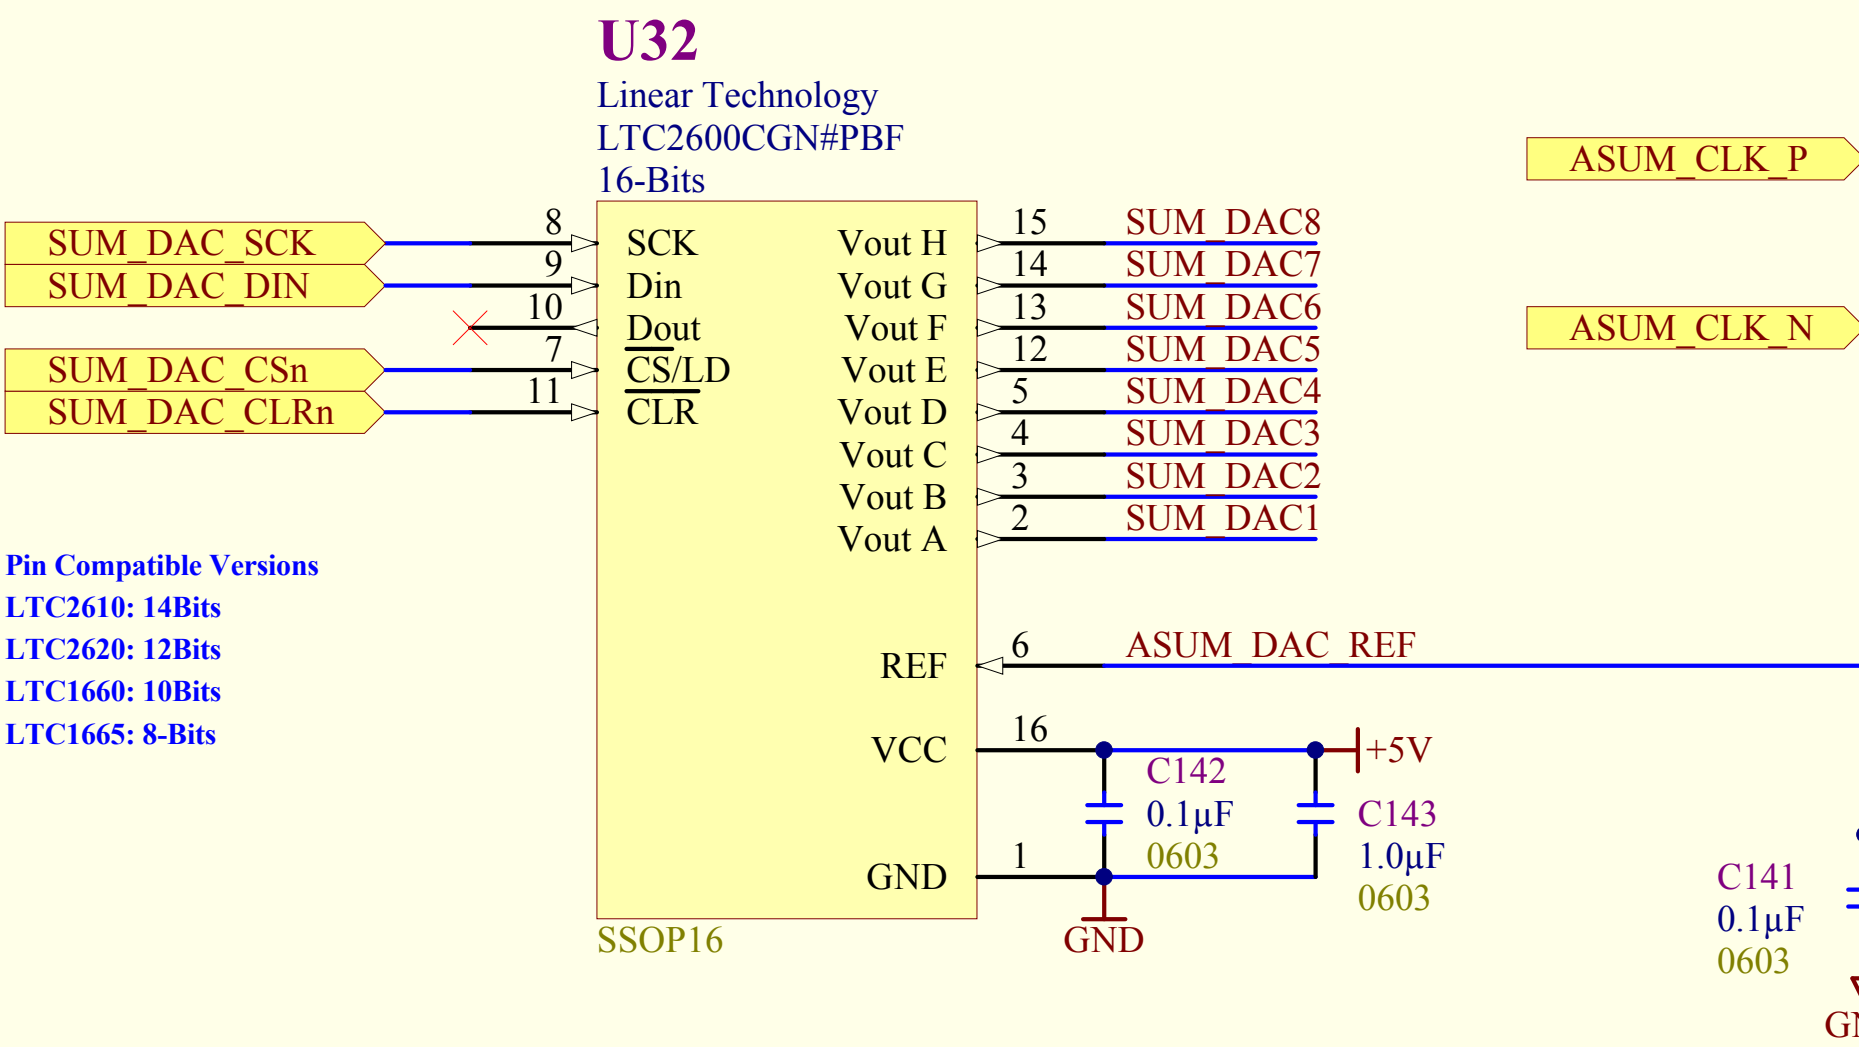 U32
Linear Technology
LTC2600CGN#PBF
16-Bits
ASUM_CLK_P
SUM_DAC_SCK 8 SCK Vout H 15 SUM_DAC8
SUM_DAC_DIN 9 Din Vout G 14 SUM_DAC7
10 Dout Vout F 13 SUM_DAC6
ASUM_CLK_N
SUM_DAC_CSn 7 CS/LD Vout E 12 SUM_DAC5
SUM_DAC_CLRn 11 CLR Vout D 5 SUM_DAC4
Vout C 4 SUM_DAC3
Vout B 3 SUM_DAC2
Vout A 2 SUM_DAC1
Pin Compatible Versions
LTC2610: 14Bits
LTC2620: 12Bits
LTC1660: 10Bits
LTC1665: 8-Bits
REF 6 ASUM_DAC_REF
VCC 16 +5V
C142
0.1µF
0603
C143
1.0µF
0603
GND 1
GND
SSOP16
C141
0.1µF
0603